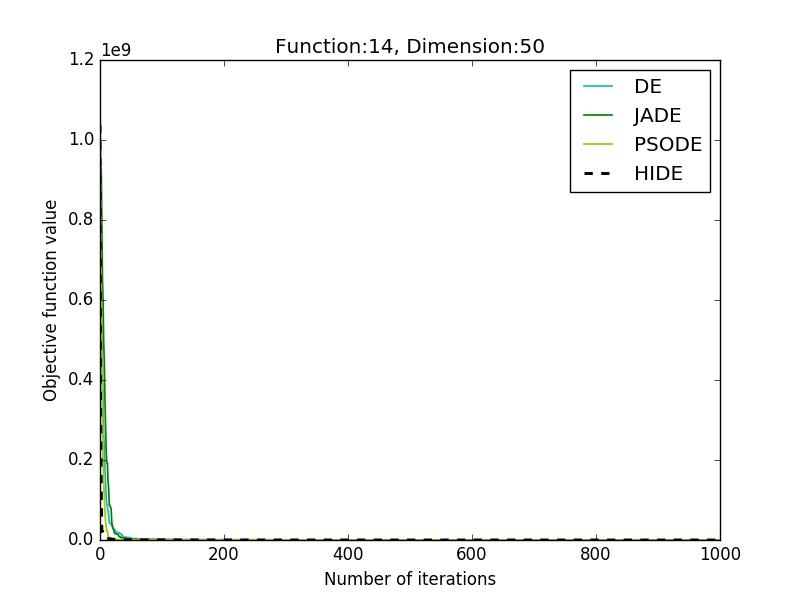 Function:14, Dimension:50
1e9
1.2
1.0
0.8
0.6
0.4
0.2
0.0
Objective function value
DE
JADE
PSODE
HIDE
0 200 400 600 800 1000
Number of iterations